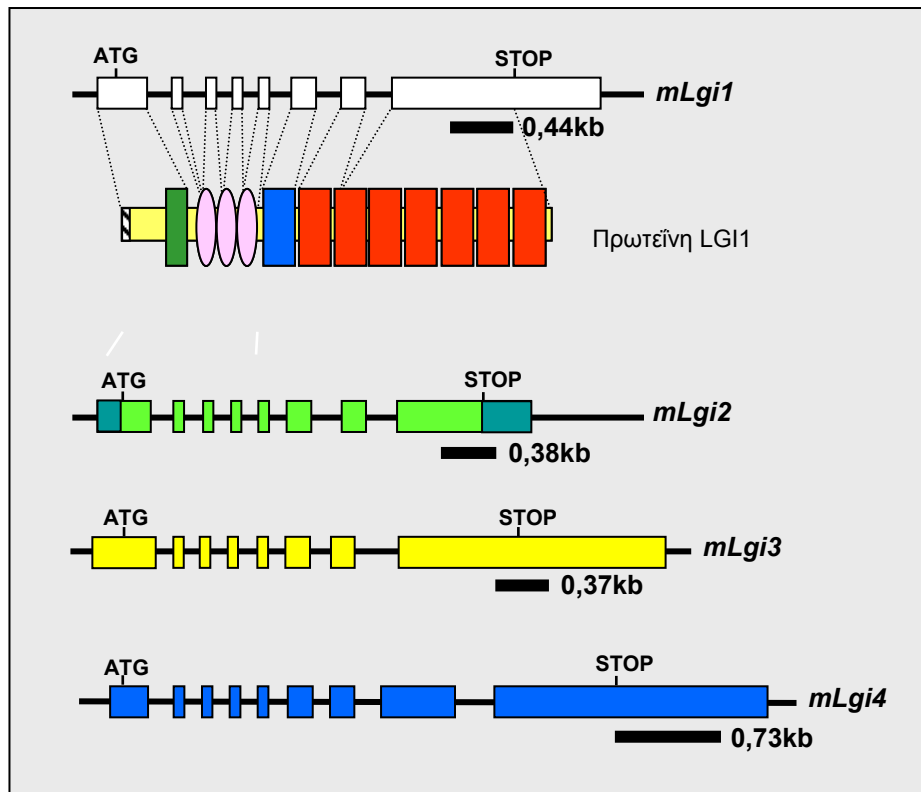 ATG
STOP
mLgi1
0,44kb
Πρωτεΐνη LGI1
ATG
STOP
mLgi2
0,38kb
ATG
STOP
mLgi3
0,37kb
ATG
STOP
mLgi4
0,73kb